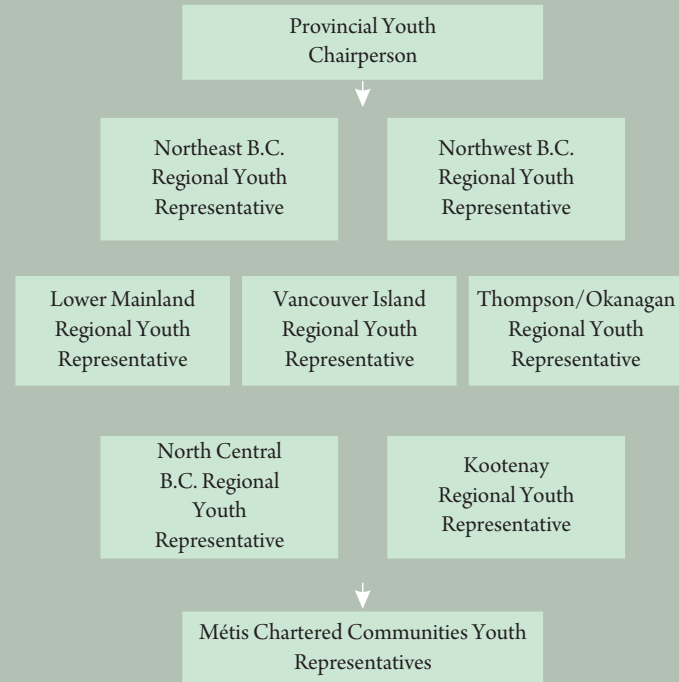 Provincial Youth
Chairperson
Northeast B.C.
Regional Youth
Representative
Northwest B.C.
Regional Youth
Representative
Lower Mainland
Regional Youth
Representative
Vancouver Island
Regional Youth
Representative
Thompson/Okanagan
Regional Youth
Representative
North Central
B.C. Regional
Youth
Representative
Kootenay
Regional Youth
Representative
Métis Chartered Communities Youth
Representatives